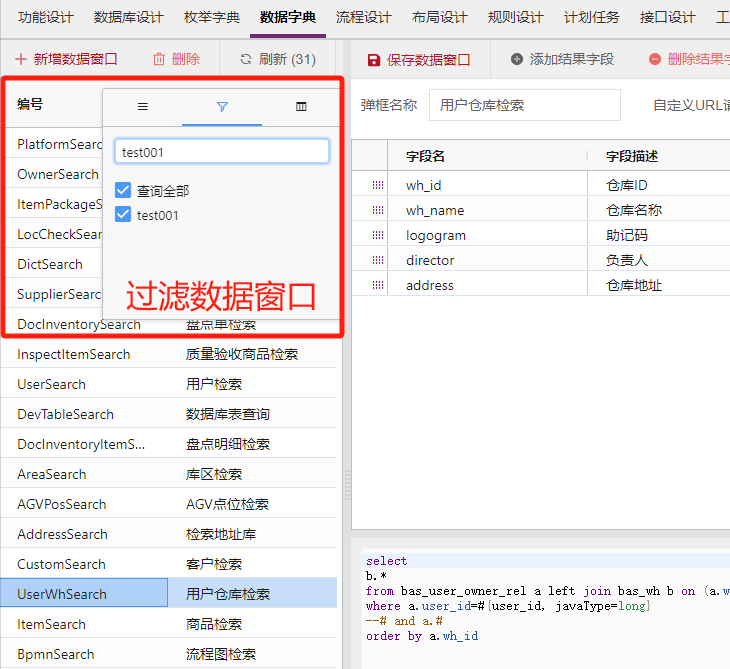 功能设计 数据库设计 枚举字典 数据字典 流程设计 布局设计 规则设计 计划任务 接口设计 工
新增数据窗口 删除 刷新 (31) 保存数据窗口 添加结果字段 删除结果字
编号
弹框名称 用户仓库检索 自定义URL请
test001
查询全部
test001
过滤数据窗口
PlatformSearc
OwnerSearch
ItemPackageS
LocCheckSear
DictSearch
SupplierSearc
DocInventorySearch 盘点单检索
InspectItemSearch 质量验收商品检索
UserSearch 用户检索
DevTableSearch 数据库表查询
DocInventoryItemS... 盘点明细检索
AreaSearch 库区检索
AGVPosSearch AGV点位检索
AddressSearch 检索地址库
CustomSearch 客户检索
UserWhSearch 用户仓库检索
ItemSearch 商品检索
BpmnSearch 流程图检索
字段名 字段描述
wh_id 仓库ID
wh_name 仓库名称
logogram 助记码
director 负责人
address 仓库地址
select
b.*
from bas_user_owner_rel a left join bas_wh b on (a.w
where a.user_id=#{user_id, javaType=long}
--# and a.#
order by a.wh_id